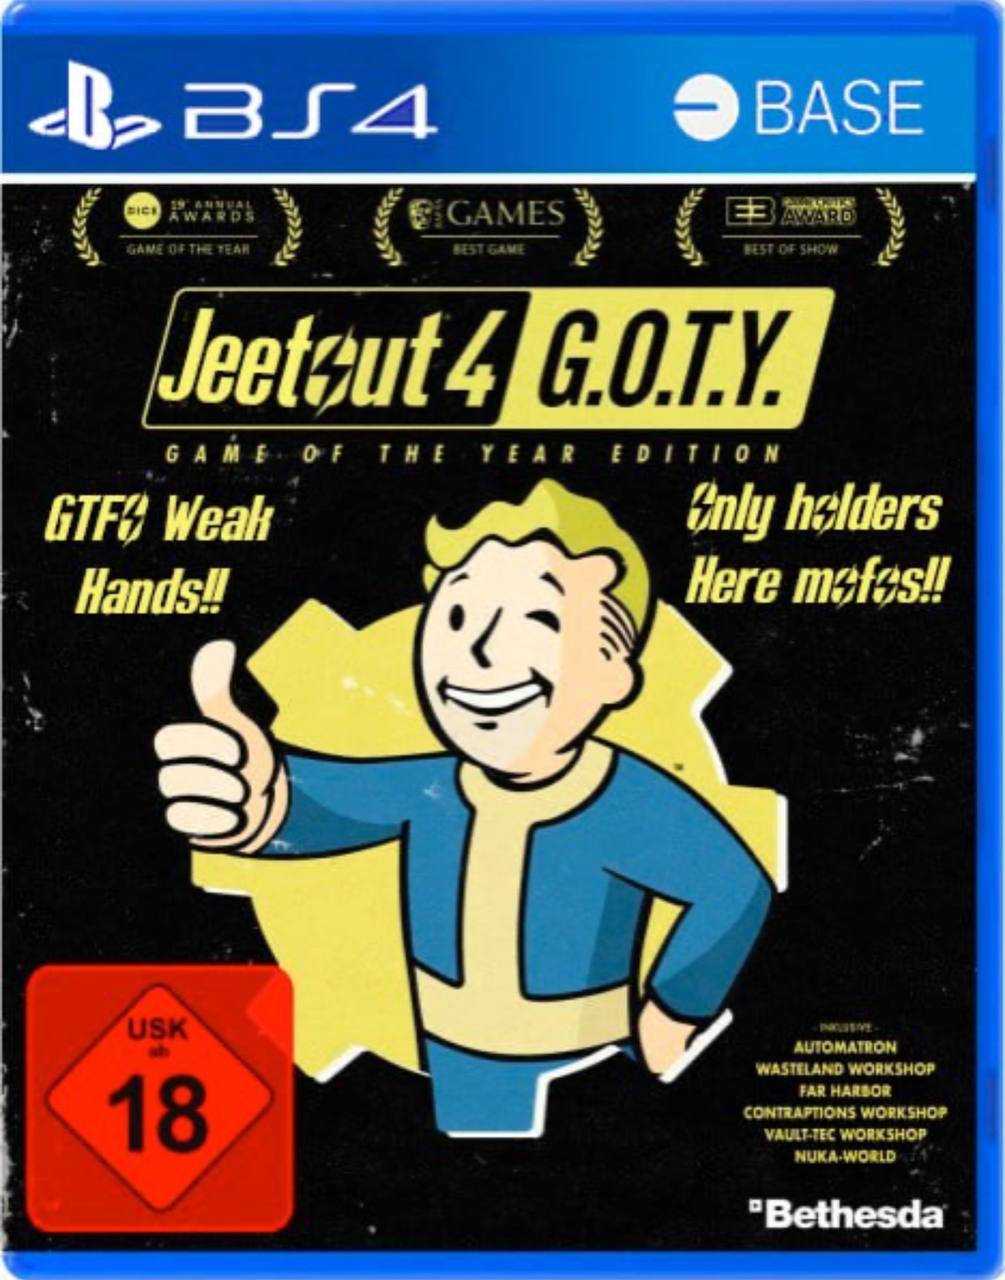 BS4
BASE
DICE
19th ANNUAL
AWARDS
GAME OF THE YEAR
GAMES
BEST GAME
E3
AWARD
BEST OF SHOW
Jeetout 4 G.O.T.Y.
GAME OF THE YEAR EDITION
GTFO Weak
Hands!!
Only holders
Here mofos!!
TM
USK
ab
18
- INKLUSIVE -
AUTOMATRON
WASTELAND WORKSHOP
FAR HARBOR
CONTRAPTIONS WORKSHOP
VAULT-TEC WORKSHOP
NUKA-WORLD
Bethesda